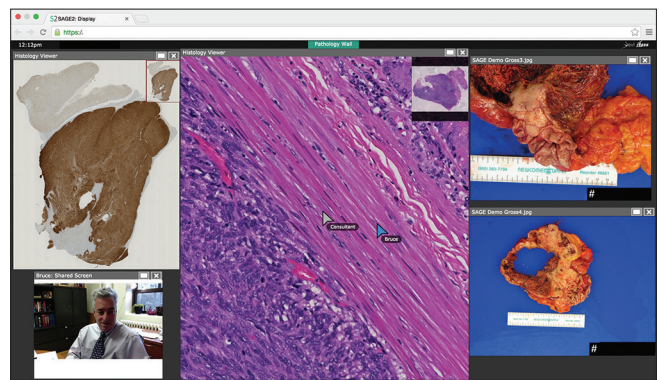 S2 SAGE2: Display
https:/
12:12pm
Pathology Wall
Histology Viewer
Histology Viewer
SAGE Demo Gross3.jpg
#
SAGE Demo Gross4.jpg
#
Consultant
Bruce
Bruce: Shared Screen